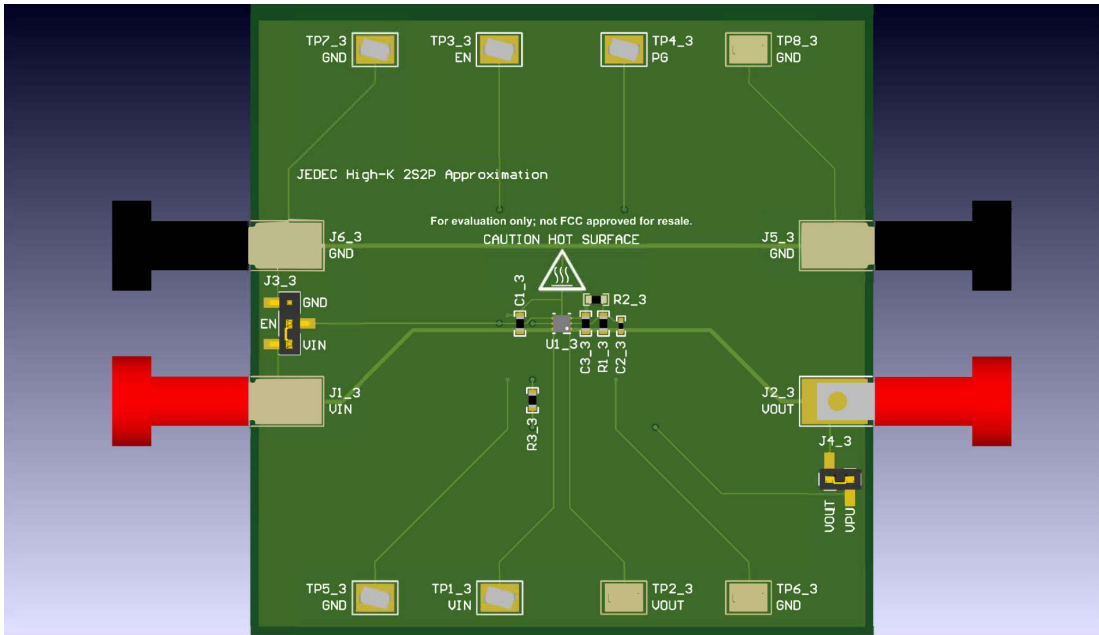 TP7_3
GND
TP3_3
EN
TP4_3
PG
TP8_3
GND
JEDEC High-K 2S2P Approximation
For evaluation only; not FCC approved for resale.
CAUTION HOT SURFACE
J6_3
GND
J5_3
GND
J3_3
GND
EN
VIN
C1_3
R2_3
U1_3
C3_3
R1_3
C2_3
J1_3
VIN
J2_3
VOUT
R3_3
J4_3
VOUT
VPU
TP5_3
GND
TP1_3
VIN
TP2_3
VOUT
TP6_3
GND